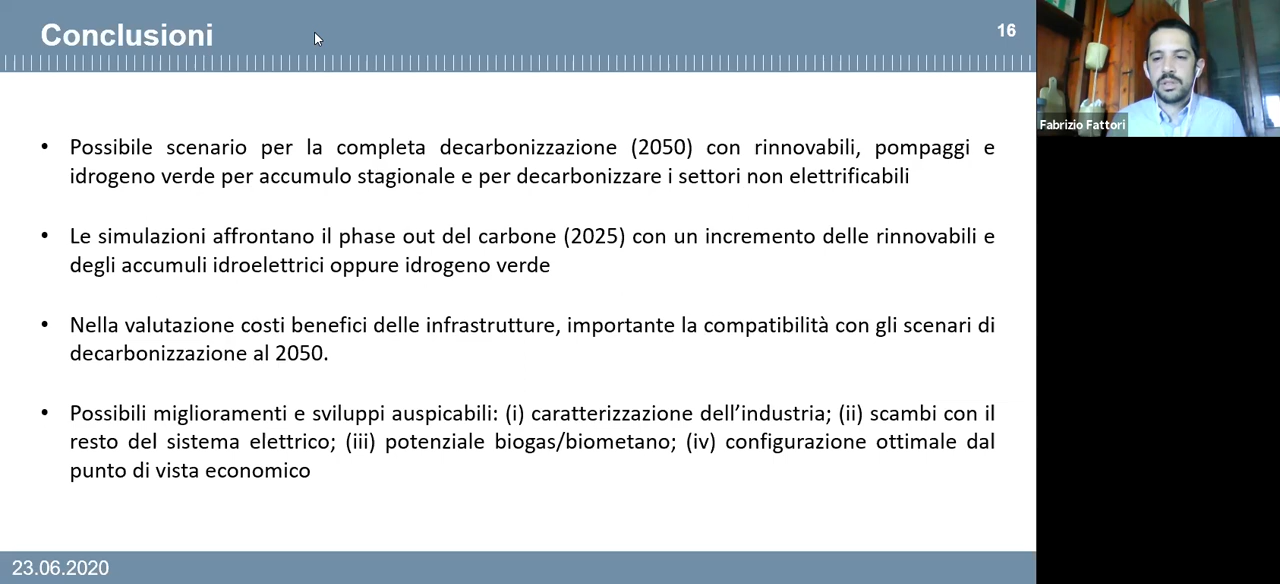 Conclusioni
16
Fabrizio Fattori
• Possibile scenario per la completa decarbonizzazione (2050) con rinnovabili, pompaggi e
idrogeno verde per accumulo stagionale e per decarbonizzare i settori non elettrificabili
• Le simulazioni affrontano il phase out del carbone (2025) con un incremento delle rinnovabili e
degli accumuli idroelettrici oppure idrogeno verde
• Nella valutazione costi benefici delle infrastrutture, importante la compatibilità con gli scenari di
decarbonizzazione al 2050.
• Possibili miglioramenti e sviluppi auspicabili: (i) caratterizzazione dell’industria; (ii) scambi con il
resto del sistema elettrico; (iii) potenziale biogas/biometano; (iv) configurazione ottimale dal
punto di vista economico
23.06.2020